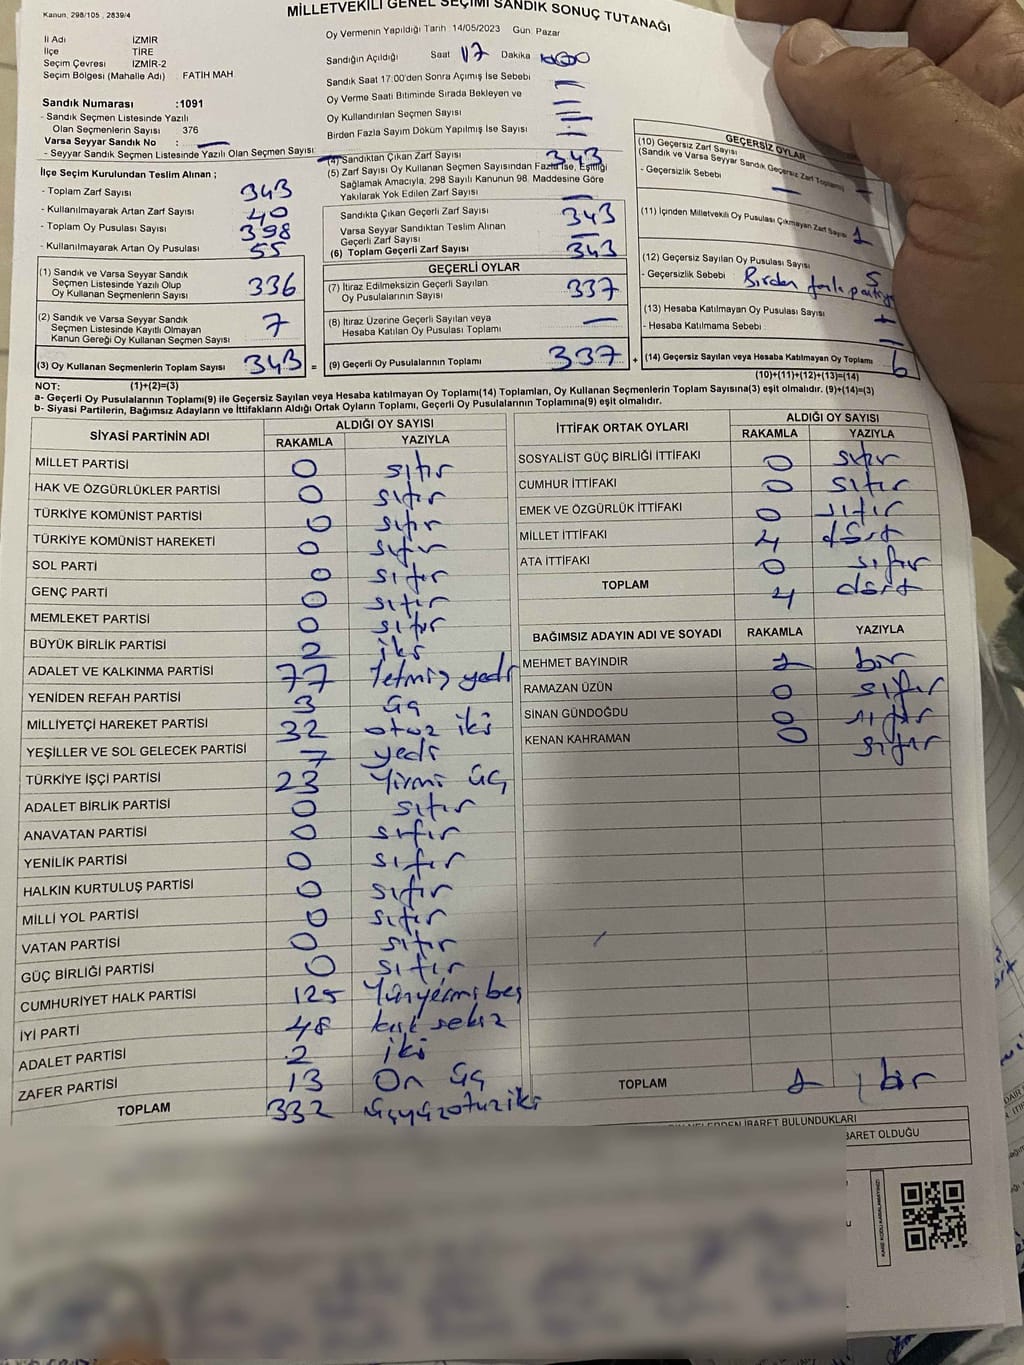 Kanun, 298/105 , 2839/4
MİLLETVEKİLİ GENEL SEÇİMİ SANDIK SONUÇ TUTANAĞI
İl Adı İZMİR
İlçe TİRE
Seçim Çevresi İZMİR-2
Seçim Bölgesi (Mahalle Adı) FATİH MAH.
Sandık Numarası :1091
- Sandık Seçmen Listesinde Yazılı
Olan Seçmenlerin Sayısı 376
Varsa Seyyar Sandık No : —
- Seyyar Sandık Seçmen Listesinde Yazılı Olan Seçmen Sayısı: —
Oy Vermenin Yapıldığı Tarih 14/05/2023 Gün: Pazar
Sandığın Açıldığı Saat 17 Dakika
Sandık Saat 17:00'den Sonra Açımış İse Sebebi —
Oy Verme Saati Bitiminde Sırada Bekleyen ve
Oy Kullandırılan Seçmen Sayısı —
Birden Fazla Sayım Döküm Yapılmış İse Sayısı —
İlçe Seçim Kurulundan Teslim Alınan ;
- Toplam Zarf Sayısı 343
- Kullanılmayarak Artan Zarf Sayısı 40
- Toplam Oy Pusulası Sayısı 398
- Kullanılmayarak Artan Oy Pusulası 55
(1) Sandık ve Varsa Seyyar Sandık
Seçmen Listesinde Yazılı Olup
Oy Kullanan Seçmenlerin Sayısı 336
(2) Sandık ve Varsa Seyyar Sandık
Seçmen Listesinde Kayıtlı Olmayan
Kanun Gereği Oy Kullanan Seçmen Sayısı 7
(3) Oy Kullanan Seçmenlerin Toplam Sayısı 343 =
(4) Sandıktan Çıkan Zarf Sayısı 343
(5) Zarf Sayısı Oy Kullanan Seçmen Sayısından Fazla İse, Eşitliği
Sağlamak Amacıyla, 298 Sayılı Kanunun 98. Maddesine Göre
Yakılarak Yok Edilen Zarf Sayısı —
Sandıkta Çıkan Geçerli Zarf Sayısı 343
Varsa Seyyar Sandıktan Teslim Alınan
Geçerli Zarf Sayısı —
(6) Toplam Geçerli Zarf Sayısı 343
GEÇERLİ OYLAR
(7) İtiraz Edilmeksizin Geçerli Sayılan
Oy Pusulalarının Sayısı 337
(8) İtiraz Üzerine Geçerli Sayılan veya
Hesaba Katılan Oy Pusulası Toplamı —
(9) Geçerli Oy Pusulalarının Toplamı 337 +
GEÇERSİZ OYLAR
(10) Geçersiz Zarf Sayısı
(Sandık ve Varsa Seyyar Sandık Geçersiz Zarf Toplamı) —
- Geçersizlik Sebebi —
(11) İçinden Milletvekili Oy Pusulası Çıkmayan Zarf Sayısı 1
(12) Geçersiz Sayılan Oy Pusulası Sayısı 5
- Geçersizlik Sebebi Birden fazla partiye
(13) Hesaba Katılmayan Oy Pusulası Sayısı —
- Hesaba Katılmama Sebebi —
(14) Geçersiz Sayılan veya Hesaba Katılmayan Oy Toplamı 6
(10)+(11)+(12)+(13)=(14)
NOT: (1)+(2)=(3)
a- Geçerli Oy Pusulalarının Toplamı(9) ile Geçersiz Sayılan veya Hesaba katılmayan Oy Toplamı(14) Toplamları, Oy Kullanan Seçmenlerin Toplam Sayısına(3) eşit olmalıdır. (9)+(14)=(3)
b- Siyasi Partilerin, Bağımsız Adayların ve İttifakların Aldığı Ortak Oyların Toplamı, Geçerli Oy Pusulalarının Toplamına(9) eşit olmalıdır.
SİYASİ PARTİNİN ADI ALDIĞI OY SAYISI
RAKAMLA YAZIYLA
MİLLET PARTİSİ 0 sıfır
HAK VE ÖZGÜRLÜKLER PARTİSİ 0 sıfır
TÜRKİYE KOMÜNİST PARTİSİ 0 sıfır
TÜRKİYE KOMÜNİST HAREKETİ 0 sıfır
SOL PARTİ 0 sıfır
GENÇ PARTİ 0 sıfır
MEMLEKET PARTİSİ 0 sıfır
BÜYÜK BİRLİK PARTİSİ 2 iki
ADALET VE KALKINMA PARTİSİ 77 Yetmiş yedi
YENİDEN REFAH PARTİSİ 3 üç
MİLLİYETÇİ HAREKET PARTİSİ 32 otuz iki
YEŞİLLER VE SOL GELECEK PARTİSİ 7 yedi
TÜRKİYE İŞÇİ PARTİSİ 23 Yirmi üç
ADALET BİRLİK PARTİSİ 0 sıfır
ANAVATAN PARTİSİ 0 sıfır
YENİLİK PARTİSİ 0 sıfır
HALKIN KURTULUŞ PARTİSİ 0 sıfır
MİLLİ YOL PARTİSİ 0 sıfır
VATAN PARTİSİ 0 sıfır
GÜÇ BİRLİĞİ PARTİSİ 0 sıfır
CUMHURİYET HALK PARTİSİ 125 Yüzyirmi beş
İYİ PARTİ 48 kırk sekiz
ADALET PARTİSİ 2 iki
ZAFER PARTİSİ 13 On üç
TOPLAM 332 üçyüzotuziki
İTTİFAK ORTAK OYLARI ALDIĞI OY SAYISI
RAKAMLA YAZIYLA
SOSYALİST GÜÇ BİRLİĞİ İTTİFAKI 0 sıfır
CUMHUR İTTİFAKI 0 sıfır
EMEK VE ÖZGÜRLÜK İTTİFAKI 0 sıfır
MİLLET İTTİFAKI 4 dört
ATA İTTİFAKI 0 sıfır
TOPLAM 4 dört
BAĞIMSIZ ADAYIN ADI VE SOYADI RAKAMLA YAZIYLA
MEHMET BAYINDIR 1 bir
RAMAZAN ÜZÜN 0 sıfır
SİNAN GÜNDOĞDU 0 sıfır
KENAN KAHRAMAN 0 sıfır
TOPLAM 1 bir
İBARET BULUNDUKLARI
BARET OLDUĞU